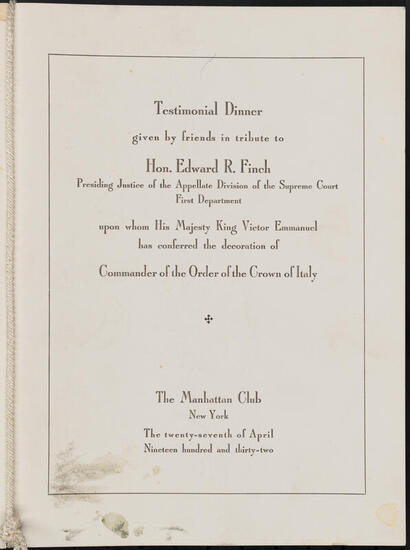 Testimonial Dinner
given by friends in tribute to
Hon. Edward R. Finch
Presiding Justice of the Appellate Division of the Supreme Court
First Department
upon whom His Majesty King Victor Emmanuel
has conferred the decoration of
Commander of the Order of the Crown of Italy
The Manhattan Club
New York
The twenty-seventh of April
Nineteen hundred and thirty-two